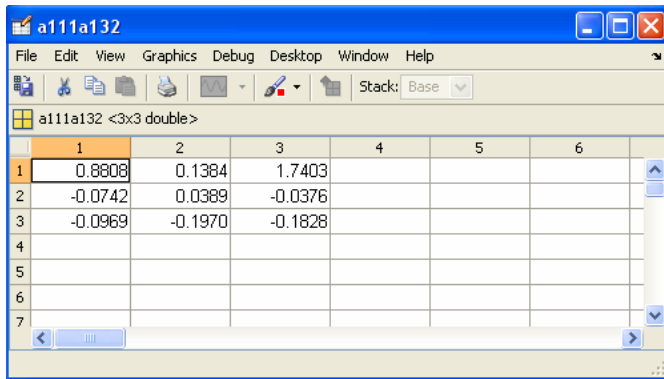 a111a132
File Edit View Graphics Debug Desktop Window Help
Stack: Base
a111a132 <3x3 double>
1 2 3 4 5 6
1 0.8808 0.1384 1.7403
2 -0.0742 0.0389 -0.0376
3 -0.0969 -0.1970 -0.1828
4
5
6
7